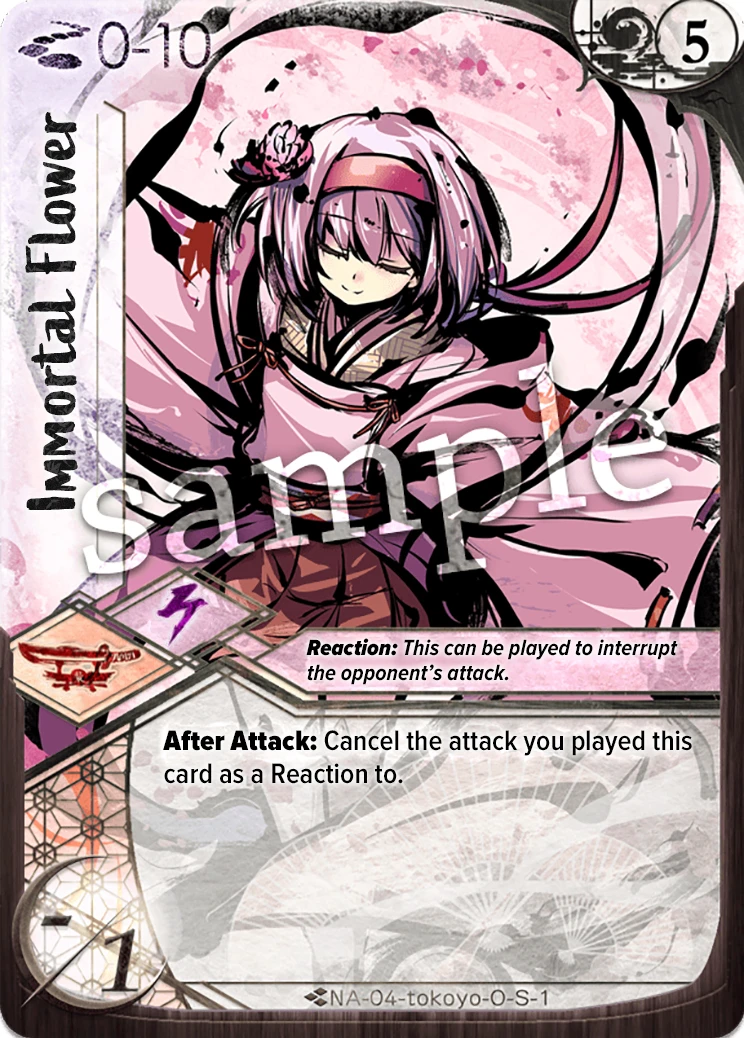 0-10
5
Immortal Flower
sample
Reaction: This can be played to interrupt
the opponent's attack.
After Attack: Cancel the attack you played this
card as a Reaction to.
-/1
NA-04-tokoyo-O-S-1